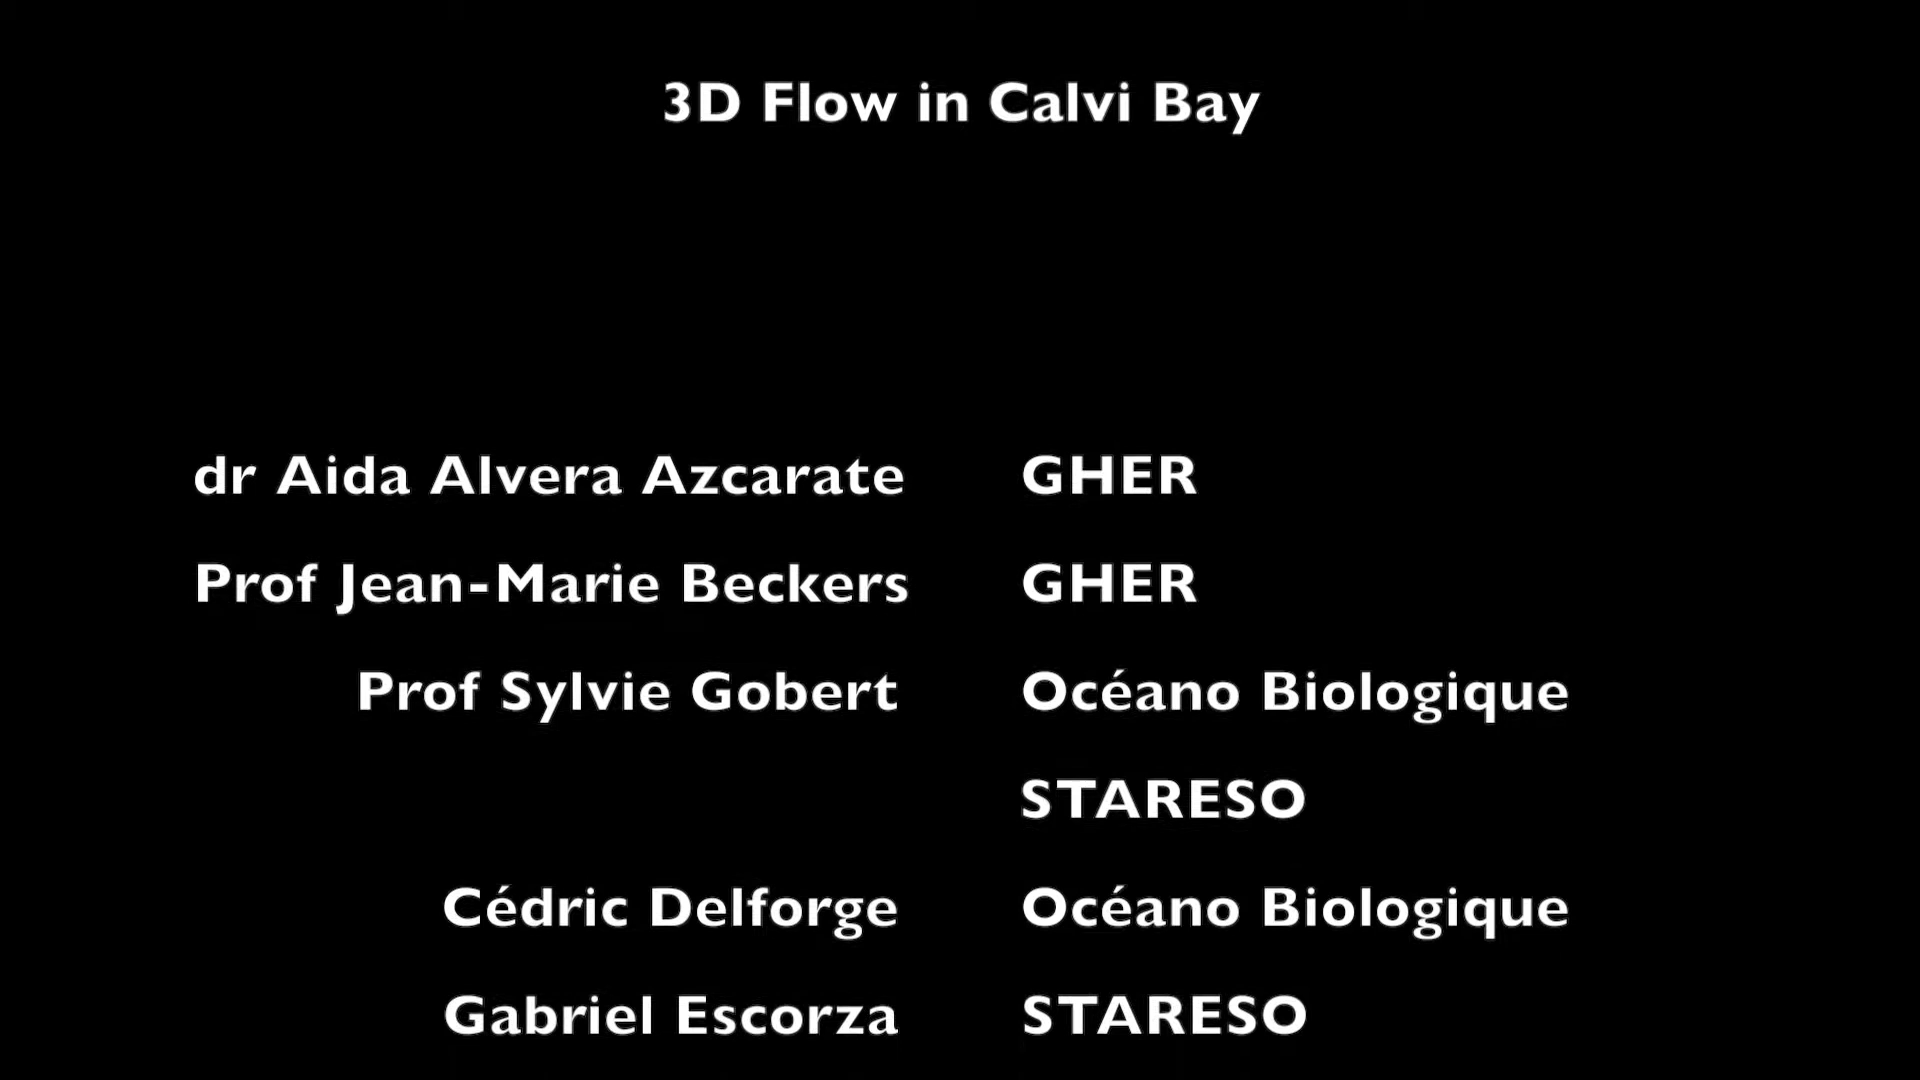 3D Flow in Calvi Bay
dr Aida Alvera Azcarate GHER
Prof Jean-Marie Beckers GHER
Prof Sylvie Gobert Océano Biologique
STARESO
Cédric Delforge Océano Biologique
Gabriel Escorza STARESO